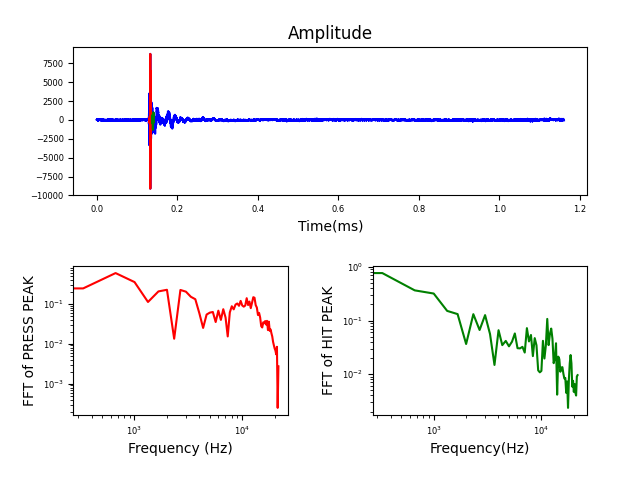 Amplitude
7500
5000
2500
0
−2500
−5000
−7500
−10000
0.0 0.2 0.4 0.6 0.8 1.0 1.2
Time(ms)
FFT of PRESS PEAK
10⁻¹
10⁻²
10⁻³
10³ 10⁴
Frequency (Hz)
FFT of HIT PEAK
10⁰
10⁻¹
10⁻²
10³ 10⁴
Frequency(Hz)